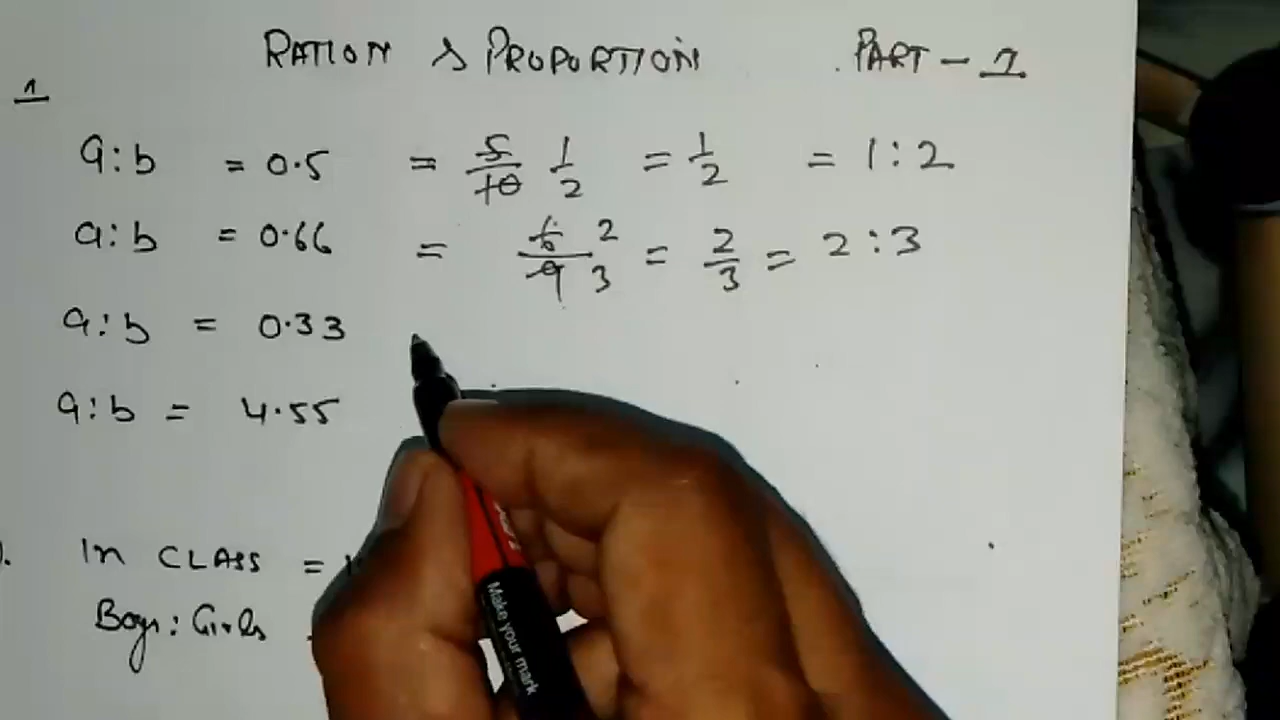 RATION & PROPORTION PART - 1
1
a:b = 0.5 = 5/10 1/2 = 1/2 = 1:2
a:b = 0.66 = 6/9 2/3 = 2/3 = 2:3
a:b = 0.33
a:b = 4.55
In CLASS =
Boys: Girls
Make your mark